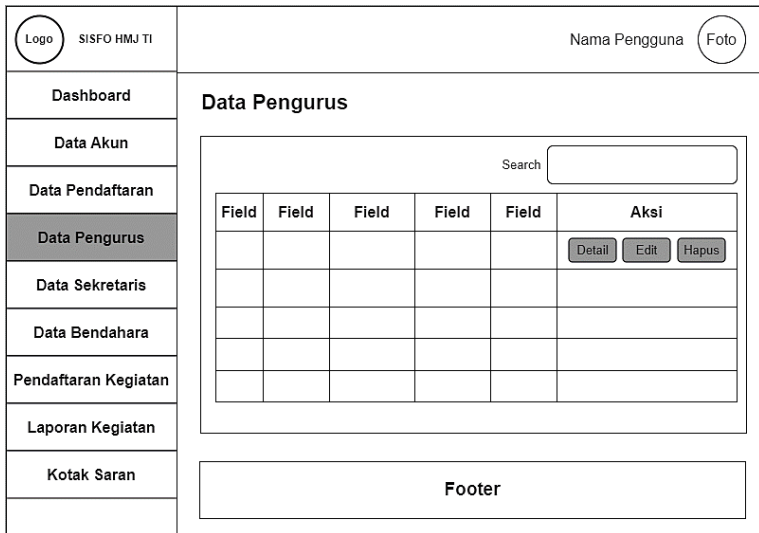 Logo SISFO HMJ TI
Nama Pengguna Foto
Dashboard
Data Akun
Data Pendaftaran
Data Pengurus
Data Sekretaris
Data Bendahara
Pendaftaran Kegiatan
Laporan Kegiatan
Kotak Saran
Data Pengurus
Search
Field Field Field Field Field Aksi
Detail Edit Hapus
Footer